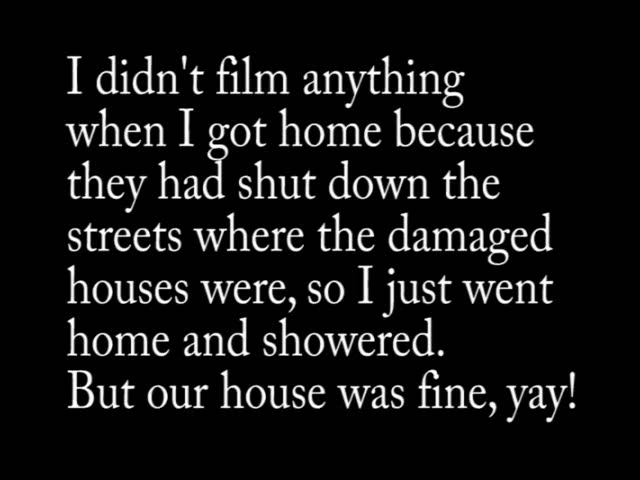 I didn't film anything
when I got home because
they had shut down the
streets where the damaged
houses were, so I just went
home and showered.
But our house was fine, yay!